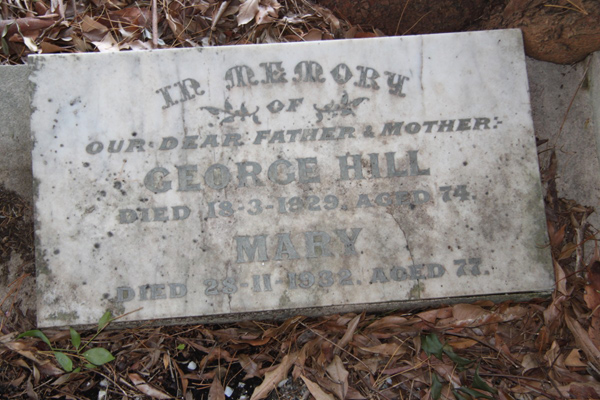 IN MEMORY
OF
OUR DEAR FATHER & MOTHER:-
GEORGE HILL
DIED 18-3-1929. AGED 74.
MARY
DIED 28-11-1932. AGED 77.